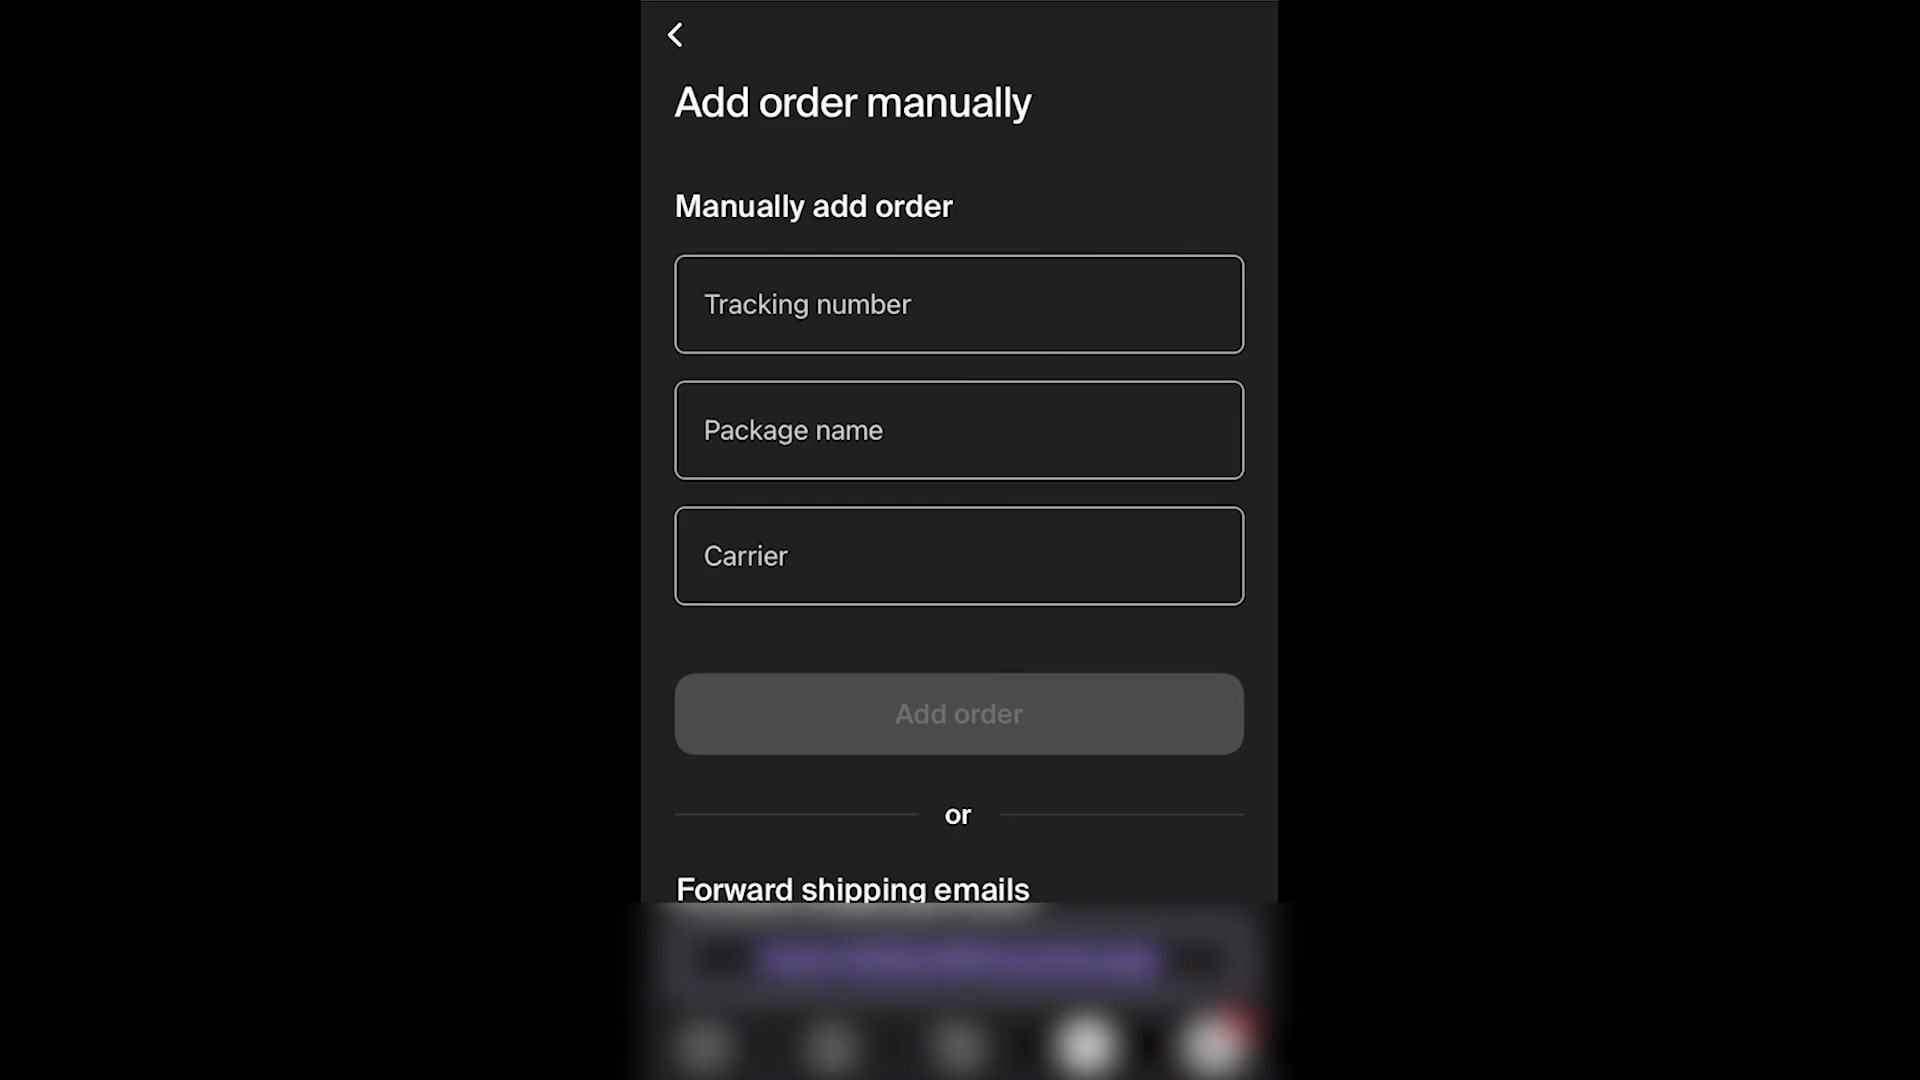 Add order manually
Manually add order
Tracking number
Package name
Carrier
Add order
or
Forward shipping emails